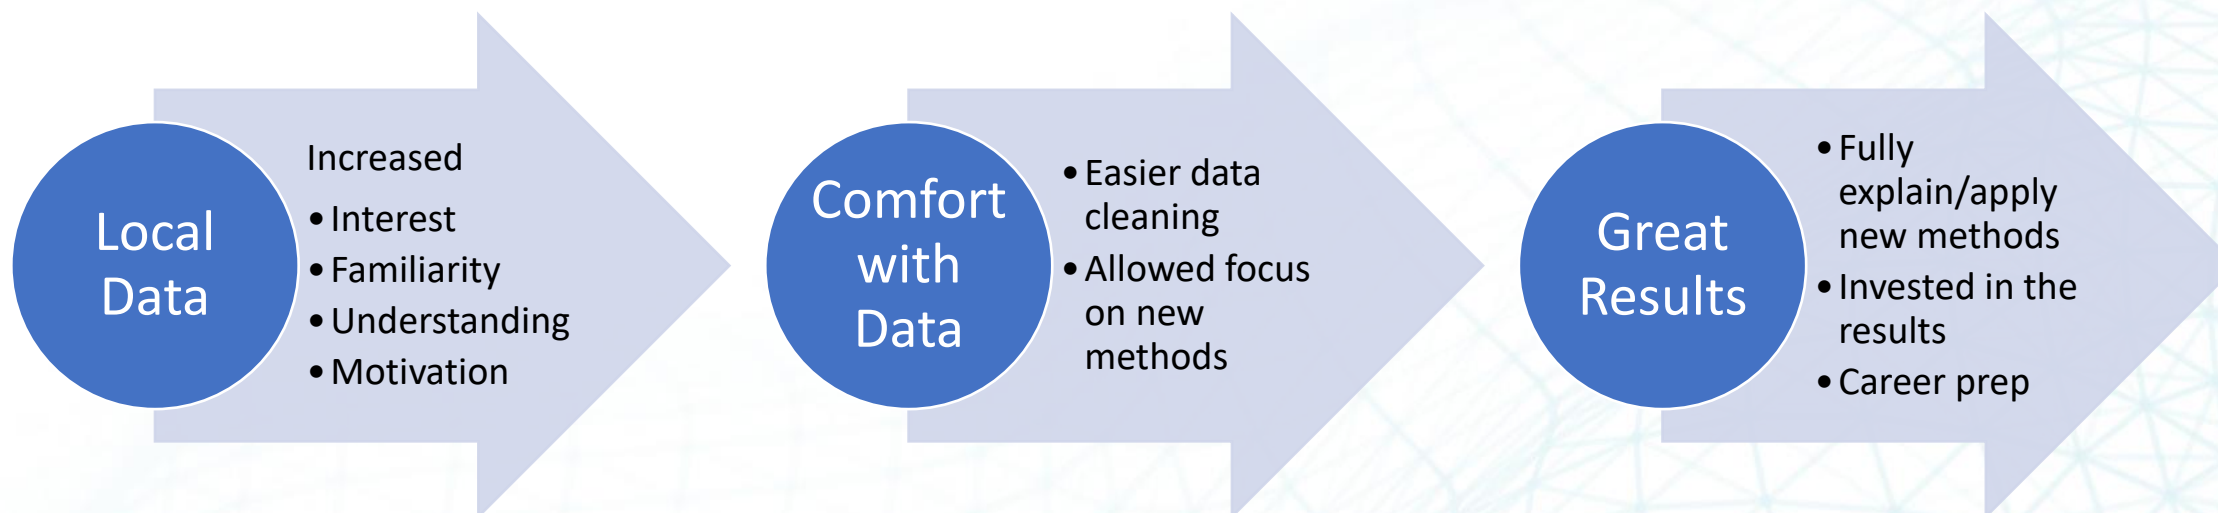 Local
Data
Increased
• Interest
• Familiarity
• Understanding
• Motivation
Comfort
with
Data
• Easier data
cleaning
• Allowed focus
on new
methods
Great
Results
• Fully
explain/apply
new methods
• Invested in the
results
• Career prep